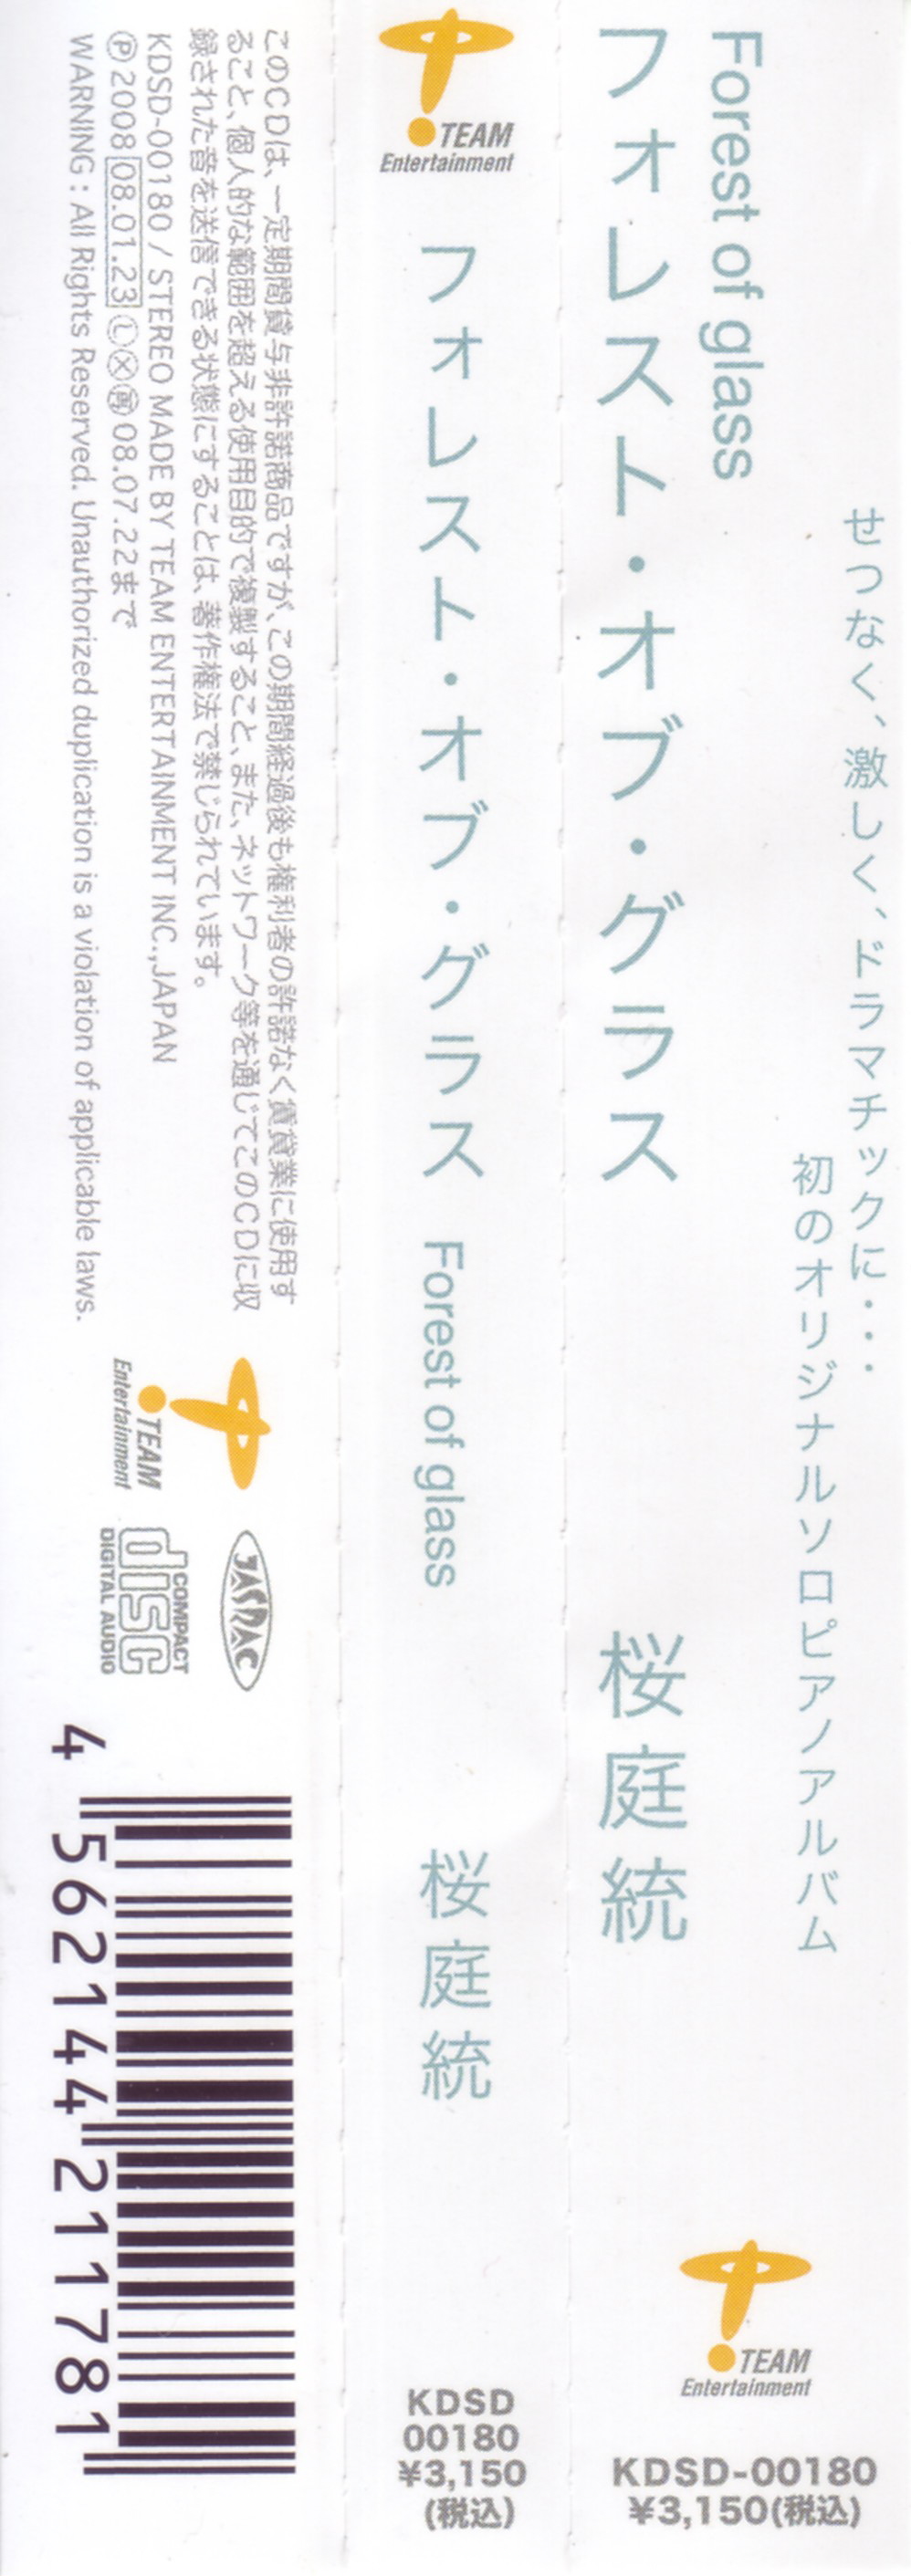 せつなく、激しく、ドラマチックに・・・
初のオリジナルソロピアノアルバム
Forest of glass
フォレスト・オブ・グラス 桜庭統
TEAM
Entertainment
KDSD-00180
¥3,150(税込)
TEAM
Entertainment
フォレスト・オブ・グラス Forest of glass 桜庭統
KDSD
00180
¥3,150
(税込)
このCDは、一定期間貸与非許諾商品ですが、この期間経過後も権利者の許諾なく賃貸業に使用す
ること、個人的な範囲を超える使用目的で複製すること、また、ネットワーク等を通じてこのCDに収
録された音を送信できる状態にすることは、著作権法で禁じられています。
KDSD-00180 / STEREO MADE BY TEAM ENTERTAINMENT INC.,JAPAN
Ⓟ2008 08.01.23 Ⓛ ⓧ ㊢ 08.07.22まで
WARNING : All Rights Reserved. Unauthorized duplication is a violation of applicable laws.
TEAM
Entertainment
JASRAC
COMPACT
disc
DIGITAL AUDIO
4 562144 211781